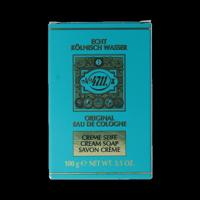 ECHT
KÖLNISCH WASSER
No 4711.
ORIGINAL
EAU DE COLOGNE
CREME SEIFE
CREAM SOAP
SAVON CRÈME
100 g e NET WT. 3.5 OZ.